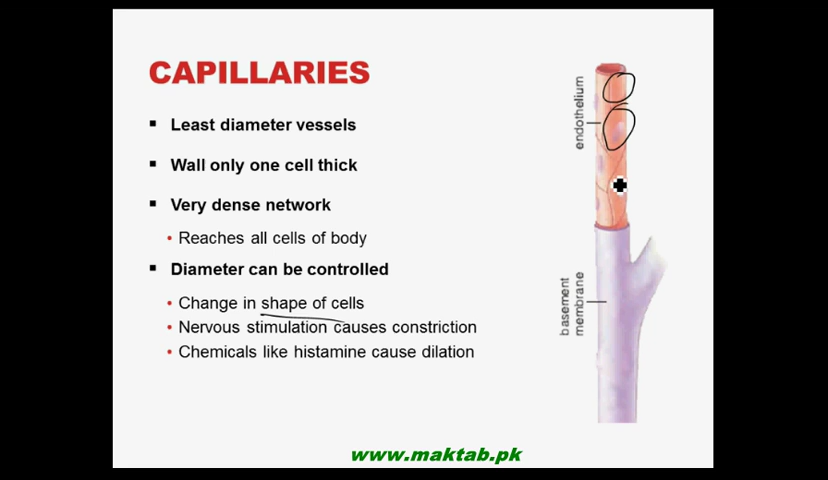 CAPILLARIES
▪ Least diameter vessels
▪ Wall only one cell thick
▪ Very dense network
• Reaches all cells of body
▪ Diameter can be controlled
• Change in shape of cells
• Nervous stimulation causes constriction
• Chemicals like histamine cause dilation
endothelium
basement
membrane
www.maktab.pk